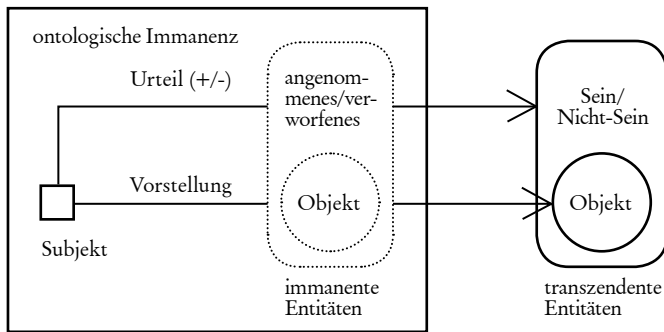 ontologische Immanenz
Urteil (+/-)
angenom-
menes/ver-
worfenes
Sein/
Nicht-Sein
Vorstellung
Objekt
Objekt
Subjekt
immanente
Entitäten
transzendente
Entitäten